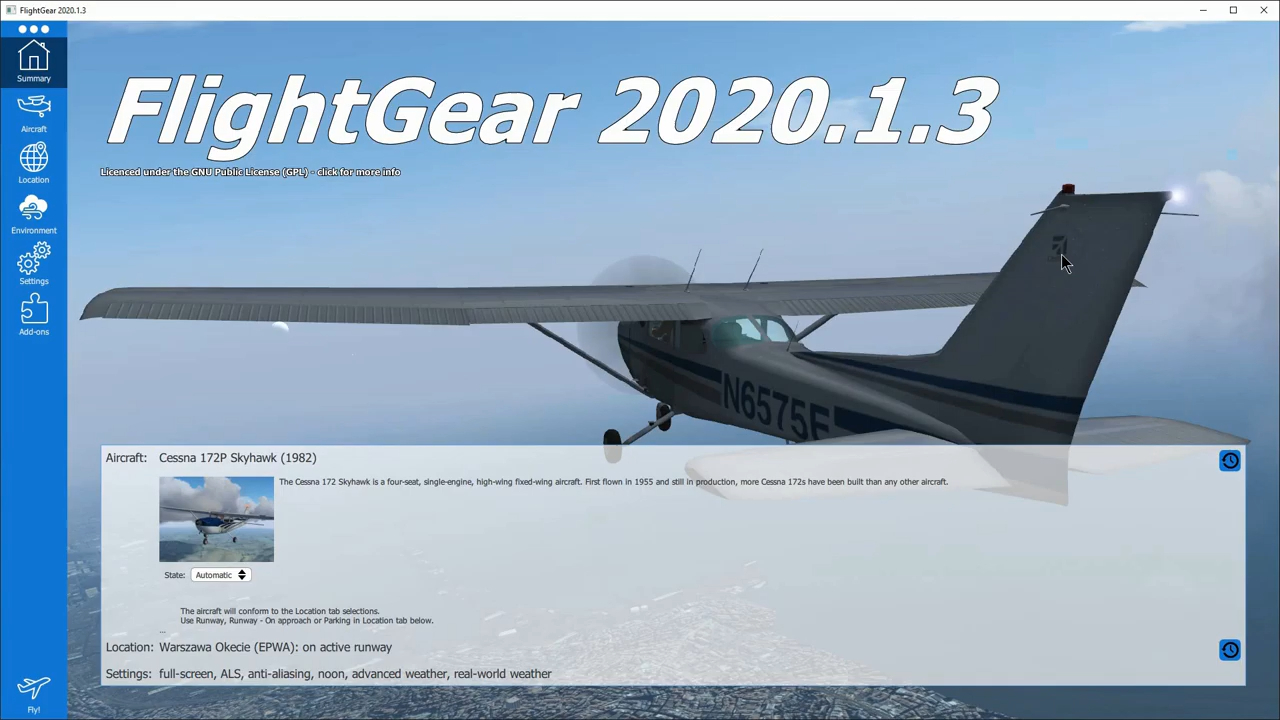 FlightGear 2020.1.3
Summary
Aircraft
Location
Environment
Settings
Add-ons
Fly!
FlightGear 2020.1.3
Licenced under the GNU Public License (GPL) - click for more info
Aircraft: Cessna 172P Skyhawk (1982)
The Cessna 172 Skyhawk is a four-seat, single-engine, high-wing fixed-wing aircraft. First flown in 1955 and still in production, more Cessna 172s have been built than any other aircraft.
State: Automatic
The aircraft will conform to the Location tab selections.
Use Runway, Runway - On approach or Parking in Location tab below.
...
Location: Warszawa Okecie (EPWA): on active runway
Settings: full-screen, ALS, anti-aliasing, noon, advanced weather, real-world weather